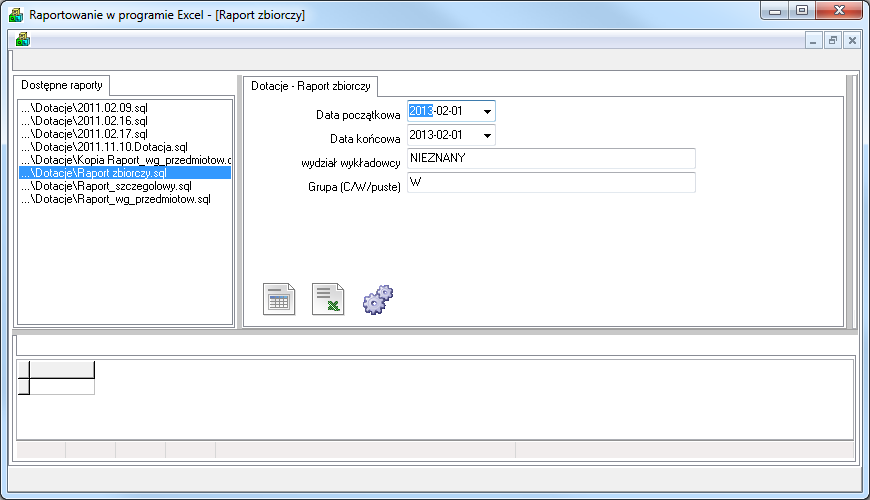 Raportowanie w programie Excel - [Raport zbiorczy]
Dostępne raporty
...\Dotacje\2011.02.09.sql
...\Dotacje\2011.02.16.sql
...\Dotacje\2011.02.17.sql
...\Dotacje\2011.11.10.Dotacja.sql
...\Dotacje\Kopia Raport_wg_przedmiotow.
...\Dotacje\Raport zbiorczy.sql
...\Dotacje\Raport_szczegolowy.sql
...\Dotacje\Raport_wg_przedmiotow.sql
Dotacje - Raport zbiorczy
Data początkowa
2013-02-01
Data końcowa
2013-02-01
wydział wykładowcy
NIEZNANY
Grupa (C/W/puste)
W